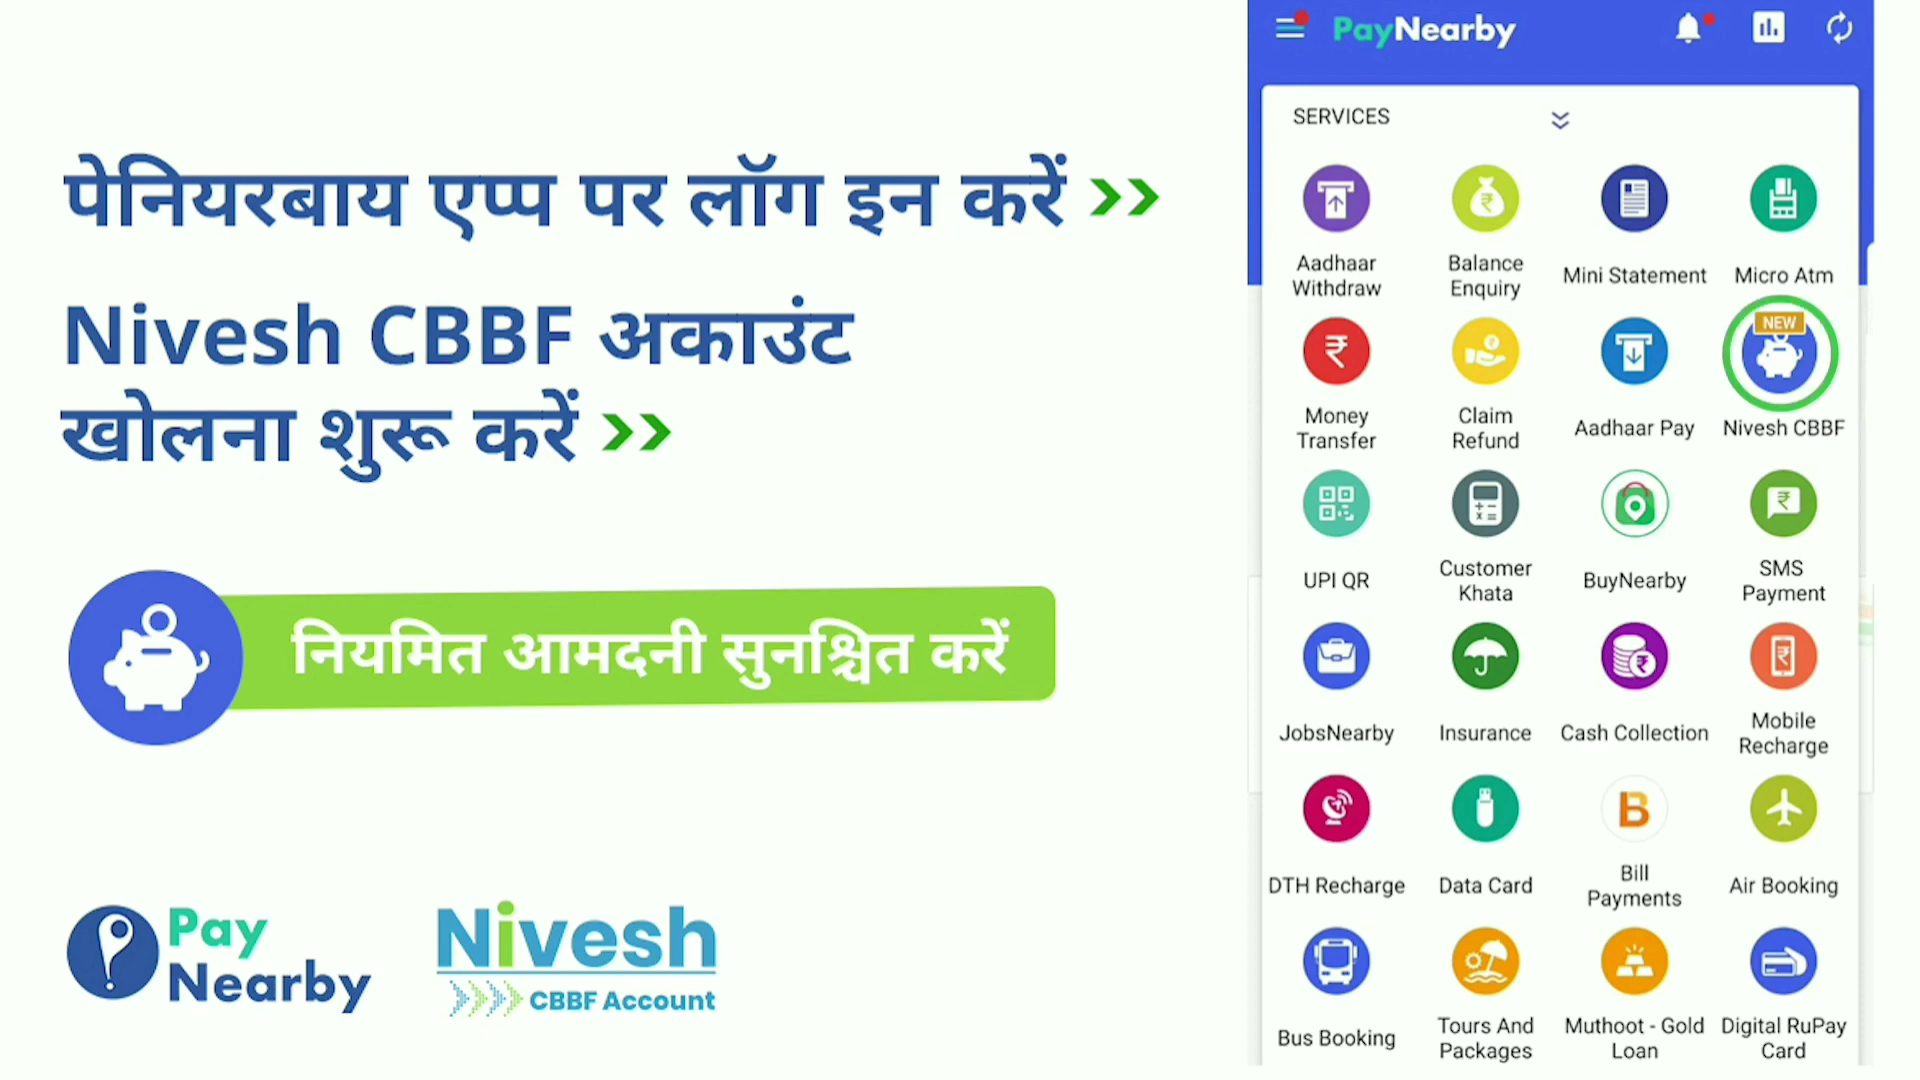 पेनियरबाय एप्प पर लॉग इन करें >>
Nivesh CBBF अकाउंट
खोलना शुरू करें >>
नियमित आमदनी सुनश्चित करें
Pay
Nearby
Nivesh
CBBF Account
PayNearby
SERVICES
Aadhaar
Withdraw
Balance
Enquiry
Mini Statement
Micro Atm
NEW
Money
Transfer
Claim
Refund
Aadhaar Pay
Nivesh CBBF
UPI QR
Customer
Khata
BuyNearby
SMS
Payment
JobsNearby
Insurance
Cash Collection
Mobile
Recharge
DTH Recharge
Data Card
Bill
Payments
Air Booking
Bus Booking
Tours And
Packages
Muthoot - Gold
Loan
Digital RuPay
Card